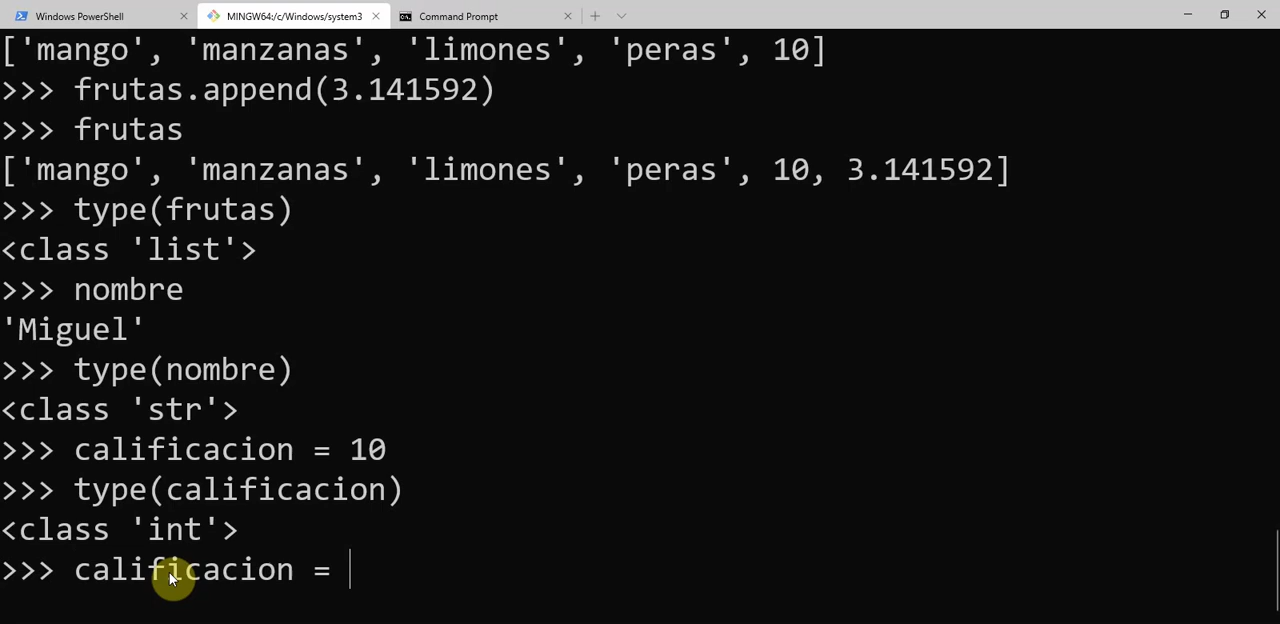 Windows PowerShell MINGW64:/c/Windows/system3 Command Prompt
['mango', 'manzanas', 'limones', 'peras', 10]
>>> frutas.append(3.141592)
>>> frutas
['mango', 'manzanas', 'limones', 'peras', 10, 3.141592]
>>> type(frutas)
<class 'list'>
>>> nombre
'Miguel'
>>> type(nombre)
<class 'str'>
>>> calificacion = 10
>>> type(calificacion)
<class 'int'>
>>> calificacion =